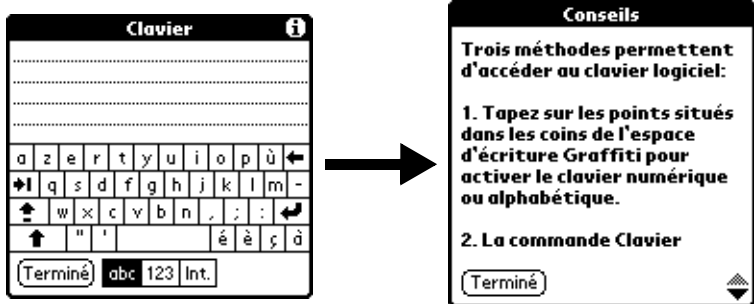 Clavier
a z e r t y u i o p ù
q s d f g h j k l m -
w x c v b n , ; :
" ' é è ç à
Terminé abc 123 Int.
Conseils
Trois méthodes permettent
d'accéder au clavier logiciel:
1. Tapez sur les points situés
dans les coins de l'espace
d'écriture Graffiti pour
activer le clavier numérique
ou alphabétique.
2. La commande Clavier
Terminé